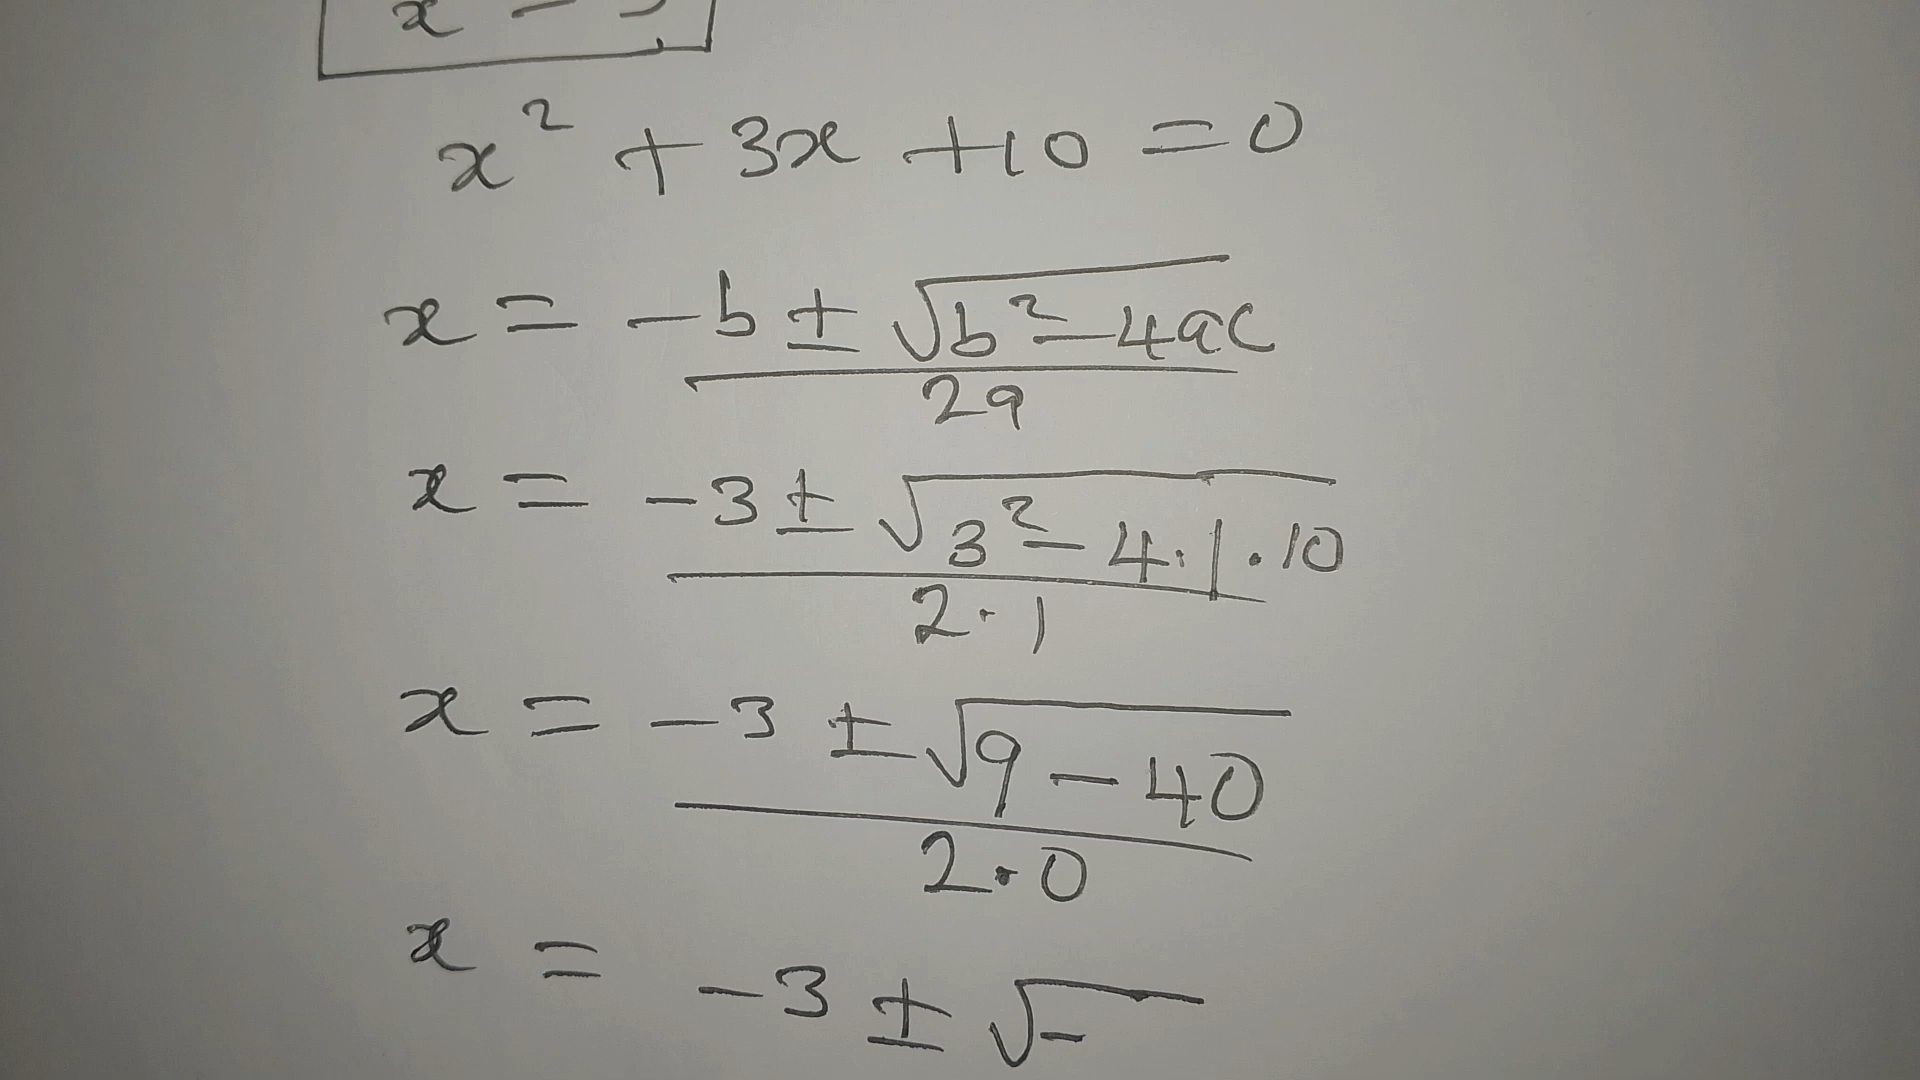 x² + 3x + 10 = 0
x = -b ± √b² - 4ac
2a
x = -3 ± √3² - 4.1.10
2.1
x = -3 ± √9 - 40
2.0
x = -3 ± √-